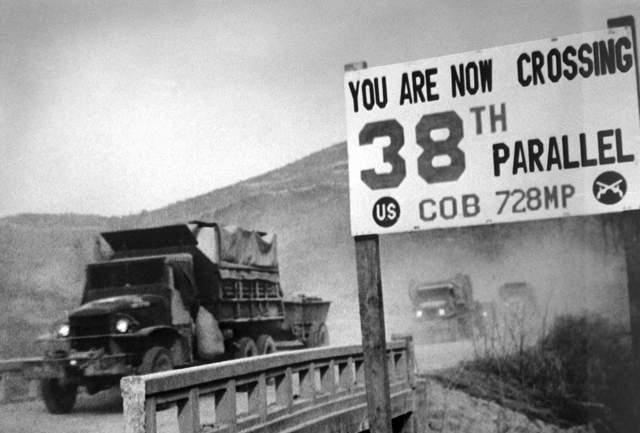 YOU ARE NOW CROSSING
38TH
PARALLEL
US COB 728MP